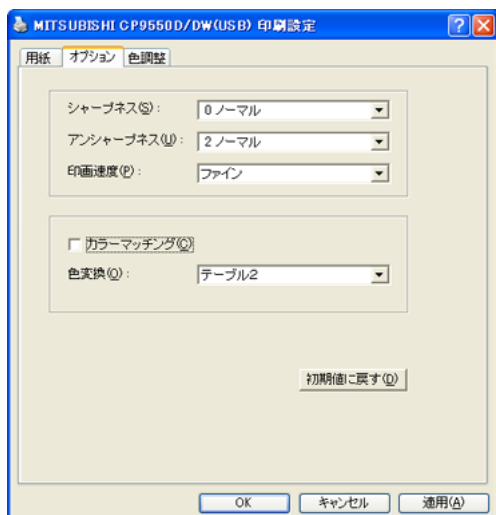 MITSUBISHI CP9550D/DW(USB) 印刷設定
用紙 オプション 色調整
シャープネス(S): 0 ノーマル
アンシャープネス(U): 2 ノーマル
印画速度(P): ファイン
カラーマッチング(C)
色変換(O): テーブル2
初期値に戻す(D)
OK キャンセル 適用(A)